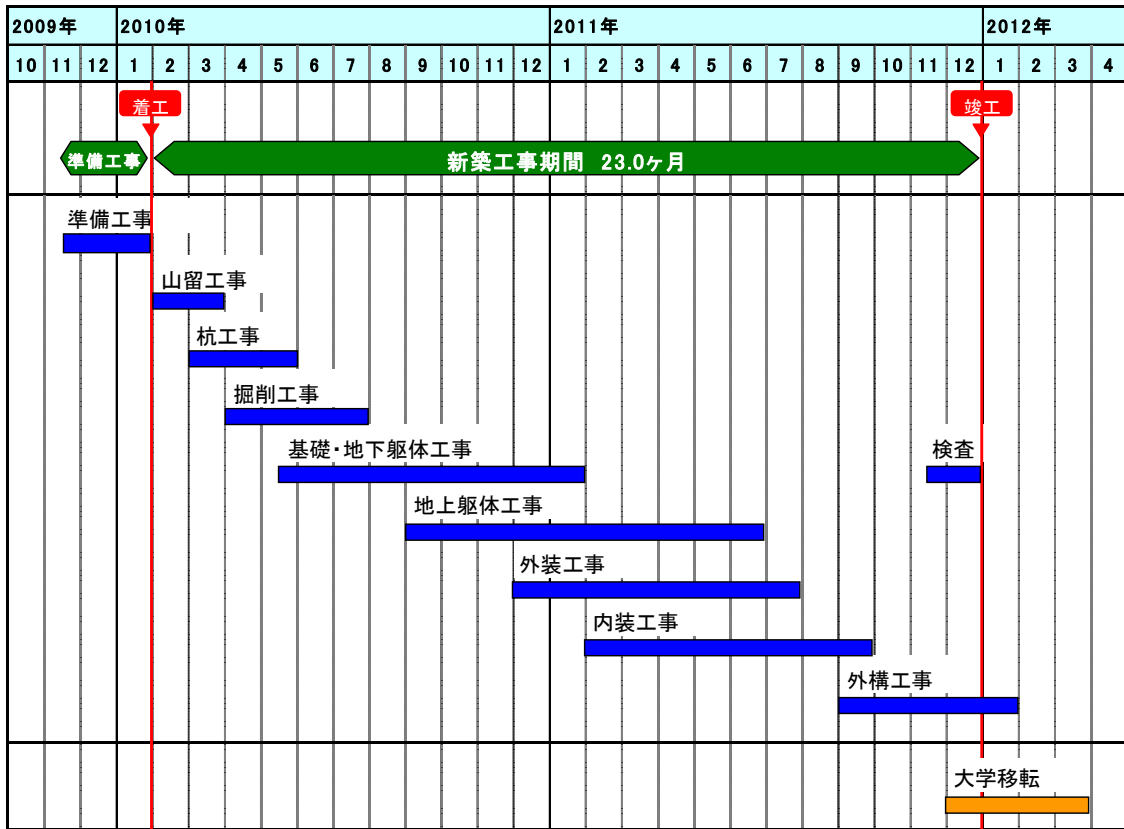 2009年 2010年 2011年 2012年
10 11 12 1 2 3 4 5 6 7 8 9 10 11 12 1 2 3 4 5 6 7 8 9 10 11 12 1 2 3 4
着工 竣工
準備工事 新築工事期間 23.0ヶ月
準備工事
山留工事
杭工事
掘削工事
基礎・地下躯体工事 検査
地上躯体工事
外装工事
内装工事
外構工事
大学移転